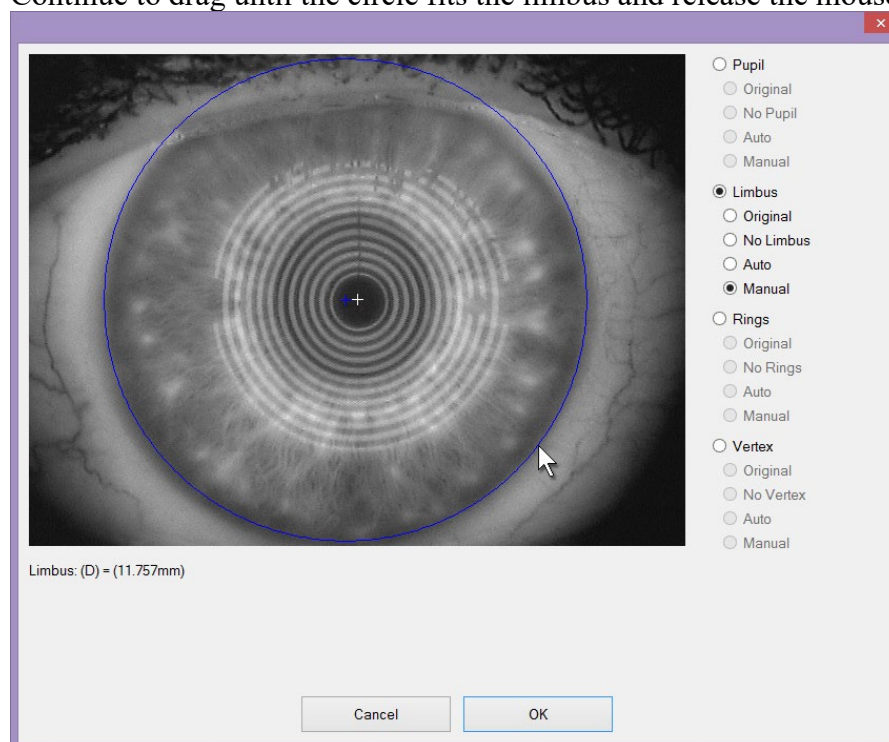 Continue to drag until the circle fits the limbus and release the mouse
Pupil
Original
No Pupil
Auto
Manual
Limbus
Original
No Limbus
Auto
Manual
Rings
Original
No Rings
Auto
Manual
Vertex
Original
No Vertex
Auto
Manual
Limbus: (D) = (11.757mm)
Cancel
OK